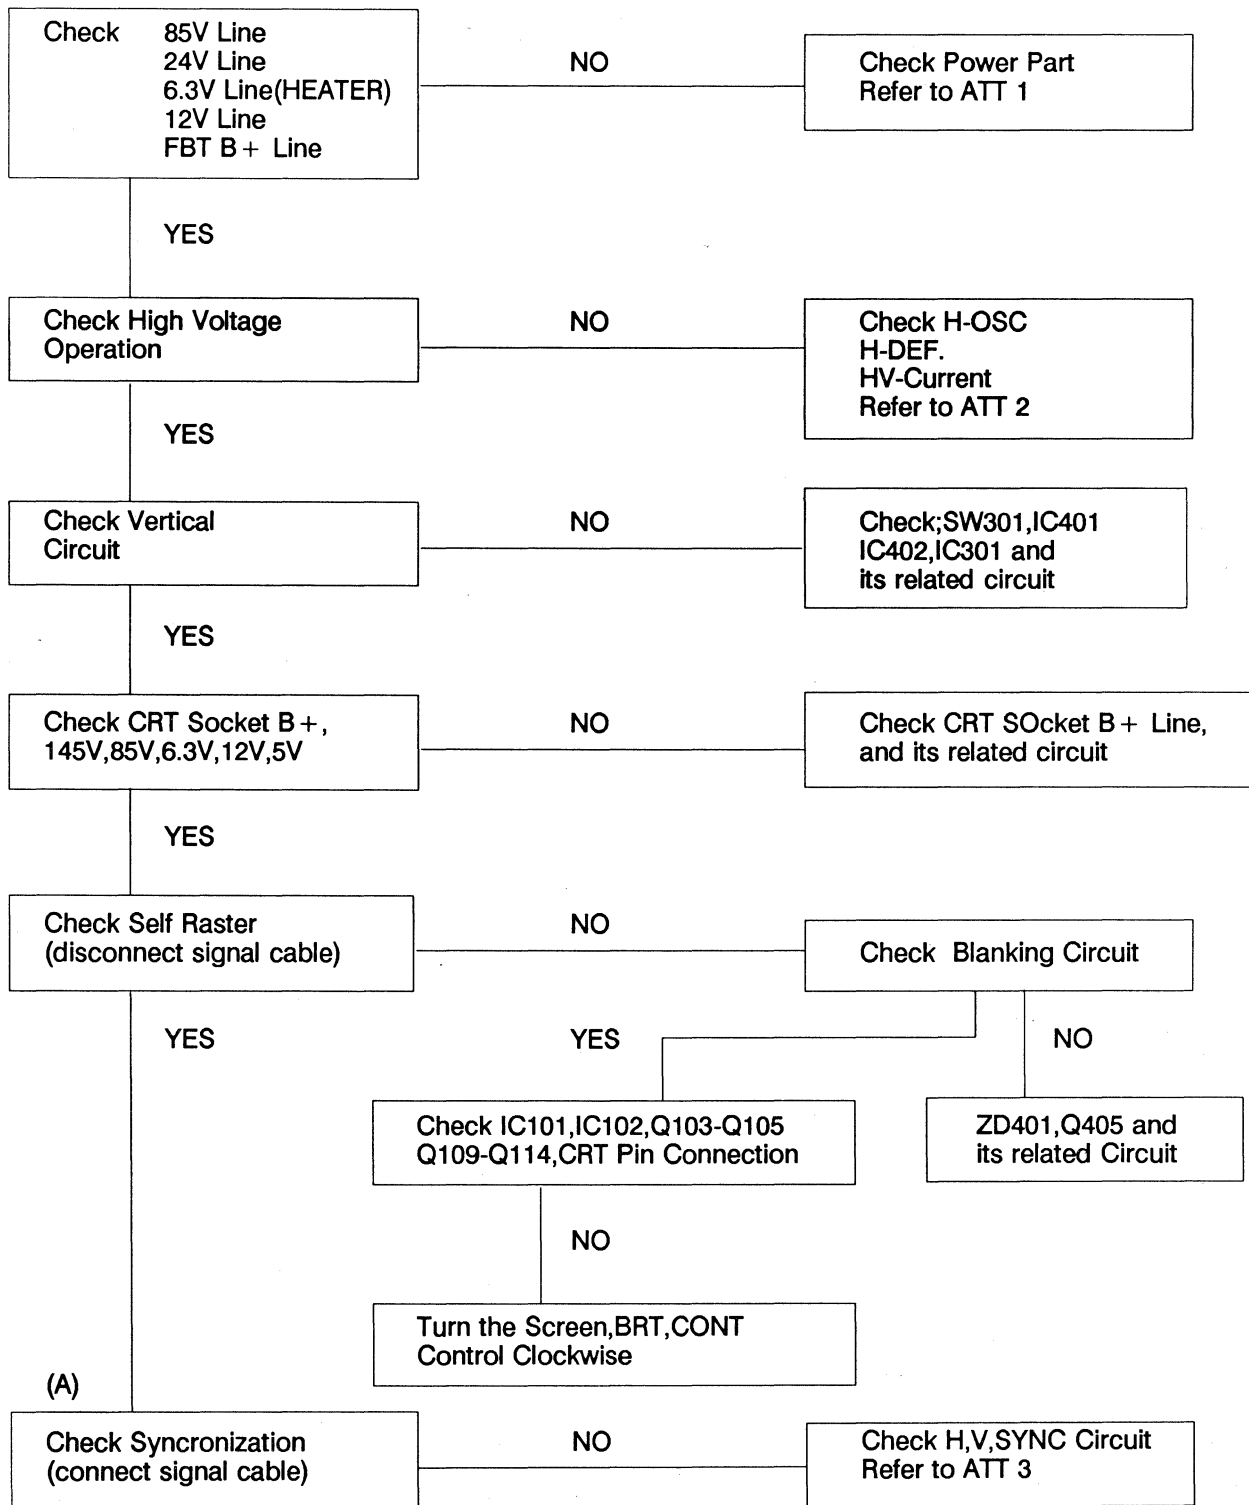 Check 85V Line
24V Line
6.3V Line(HEATER)
12V Line
FBT B+ Line
NO
Check Power Part
Refer to ATT 1
YES
Check High Voltage
Operation
NO
Check H-OSC
H-DEF.
HV-Current
Refer to ATT 2
YES
Check Vertical
Circuit
NO
Check;SW301,IC401
IC402,IC301 and
its related circuit
YES
Check CRT Socket B+,
145V,85V,6.3V,12V,5V
NO
Check CRT SOcket B+ Line,
and its related circuit
YES
Check Self Raster
(disconnect signal cable)
NO
Check Blanking Circuit
YES
YES
NO
Check IC101,IC102,Q103-Q105
Q109-Q114,CRT Pin Connection
ZD401,Q405 and
its related Circuit
NO
Turn the Screen,BRT,CONT
Control Clockwise
(A)
Check Syncronization
(connect signal cable)
NO
Check H,V,SYNC Circuit
Refer to ATT 3